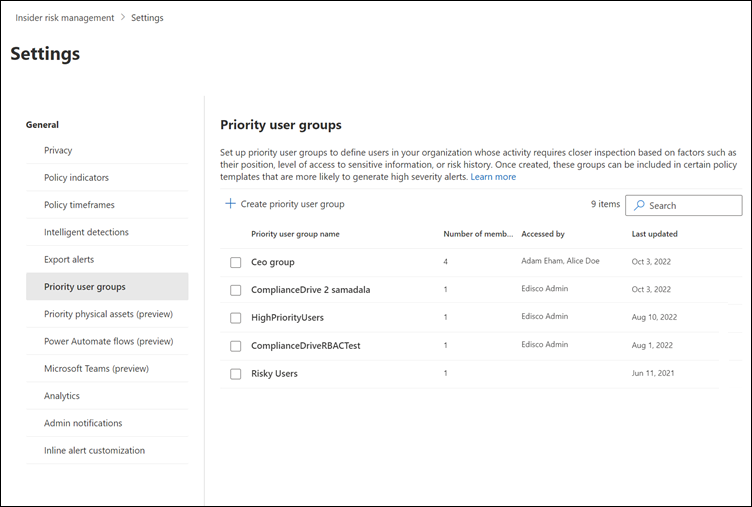 Insider risk management > Settings
Settings
General
Privacy
Policy indicators
Policy timeframes
Intelligent detections
Export alerts
Priority user groups
Priority physical assets (preview)
Power Automate flows (preview)
Microsoft Teams (preview)
Analytics
Admin notifications
Inline alert customization
Priority user groups
Set up priority user groups to define users in your organization whose activity requires closer inspection based on factors such as
their position, level of access to sensitive information, or risk history. Once created, these groups can be included in certain policy
templates that are more likely to generate high severity alerts. Learn more
+ Create priority user group 9 items Search
Priority user group name Number of memb... Accessed by Last updated
Ceo group 4 Adam Eham, Alice Doe Oct 3, 2022
ComplianceDrive 2 samadala 1 Edisco Admin Oct 3, 2022
HighPriorityUsers 1 Edisco Admin Aug 10, 2022
ComplianceDriveRBACTest 1 Edisco Admin Aug 1, 2022
Risky Users 1 Jun 11, 2021